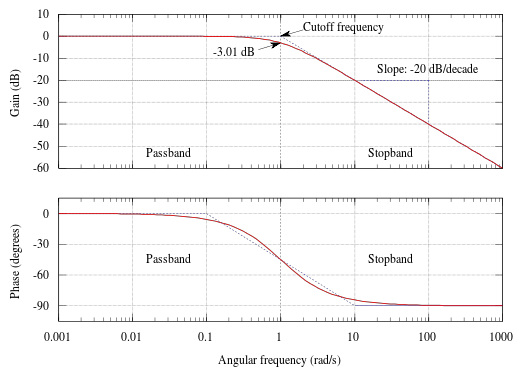 10
0
-10
-20
-30
-40
-50
-60
Gain (dB)
Cutoff frequency
-3.01 dB
Slope: -20 dB/decade
Passband
Stopband
0
-30
-60
-90
Phase (degrees)
Passband
Stopband
0.001
0.01
0.1
1
10
100
1000
Angular frequency (rad/s)